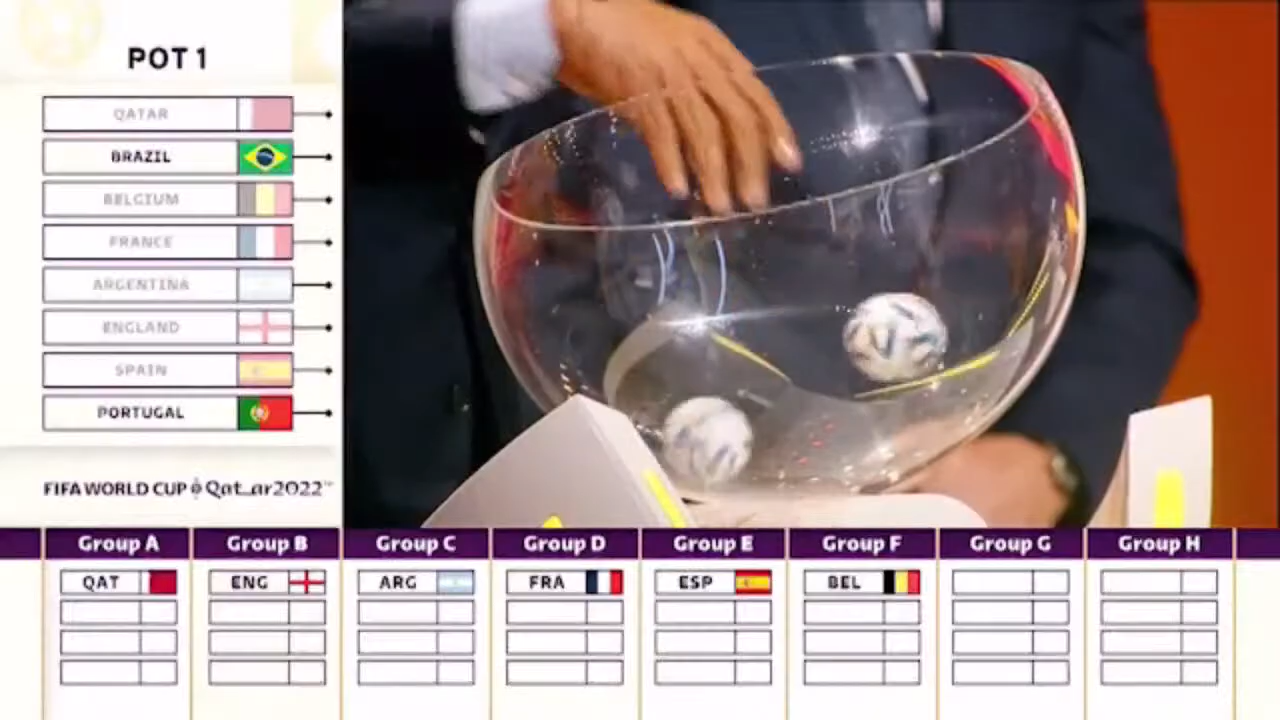 POT 1
QATAR
BRAZIL
BELGIUM
FRANCE
ARGENTINA
ENGLAND
SPAIN
PORTUGAL
FIFA WORLD CUP Qatar2022
Group A Group B Group C Group D Group E Group F Group G Group H
QAT ENG ARG FRA ESP BEL